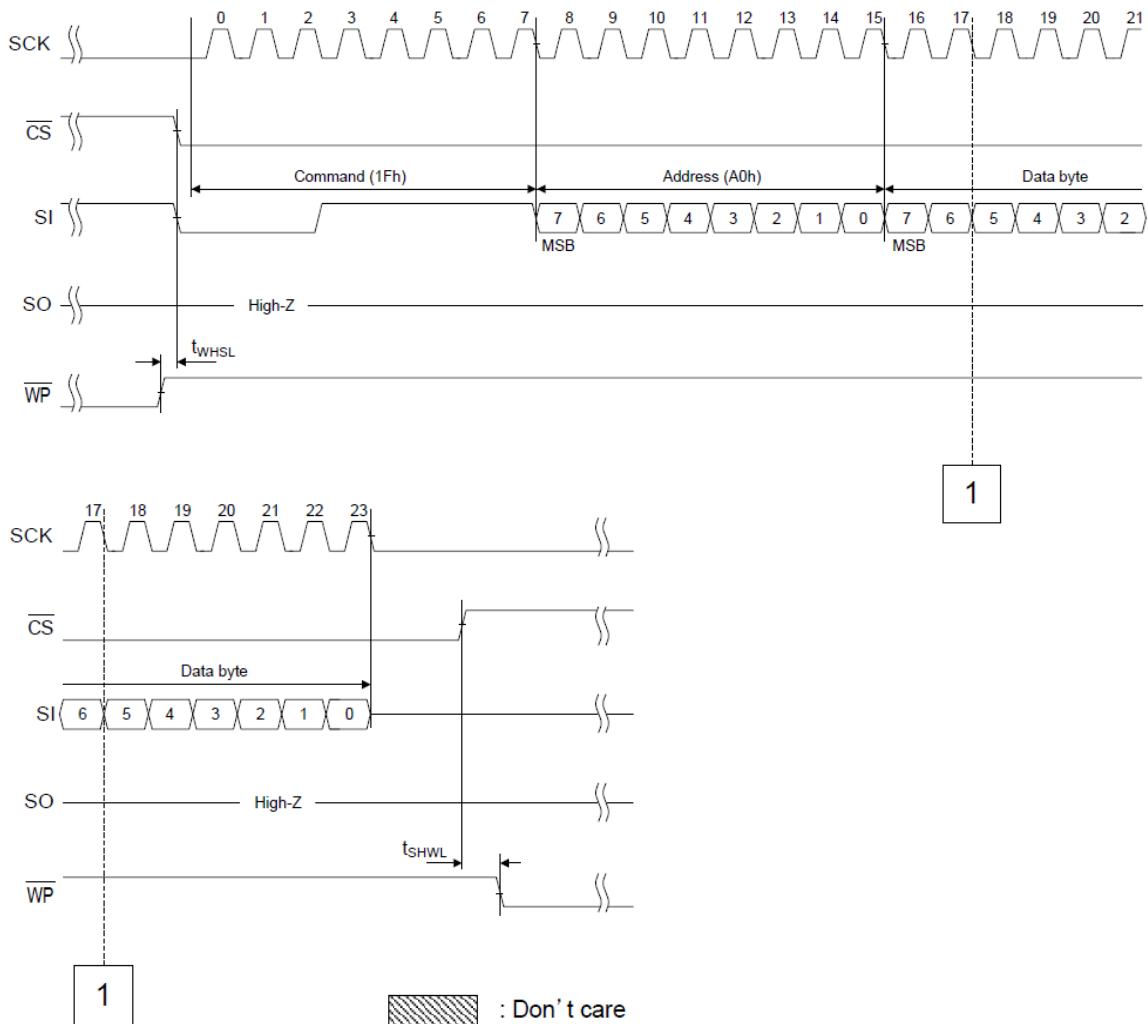 0 1 2 3 4 5 6 7 8 9 10 11 12 13 14 15 16 17 18 19 20 21
SCK
CS
Command (1Fh) Address (A0h) Data byte
SI 7 6 5 4 3 2 1 0 7 6 5 4 3 2
MSB MSB
SO High-Z
tWHSL
WP
1
17 18 19 20 21 22 23
SCK
CS
Data byte
SI 6 5 4 3 2 1 0
SO High-Z
tSHWL
WP
1
: Don't care